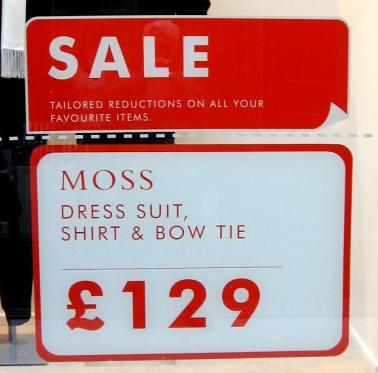 SALE
TAILORED REDUCTIONS ON ALL YOUR
FAVOURITE ITEMS.
MOSS
DRESS SUIT,
SHIRT & BOW TIE
£129